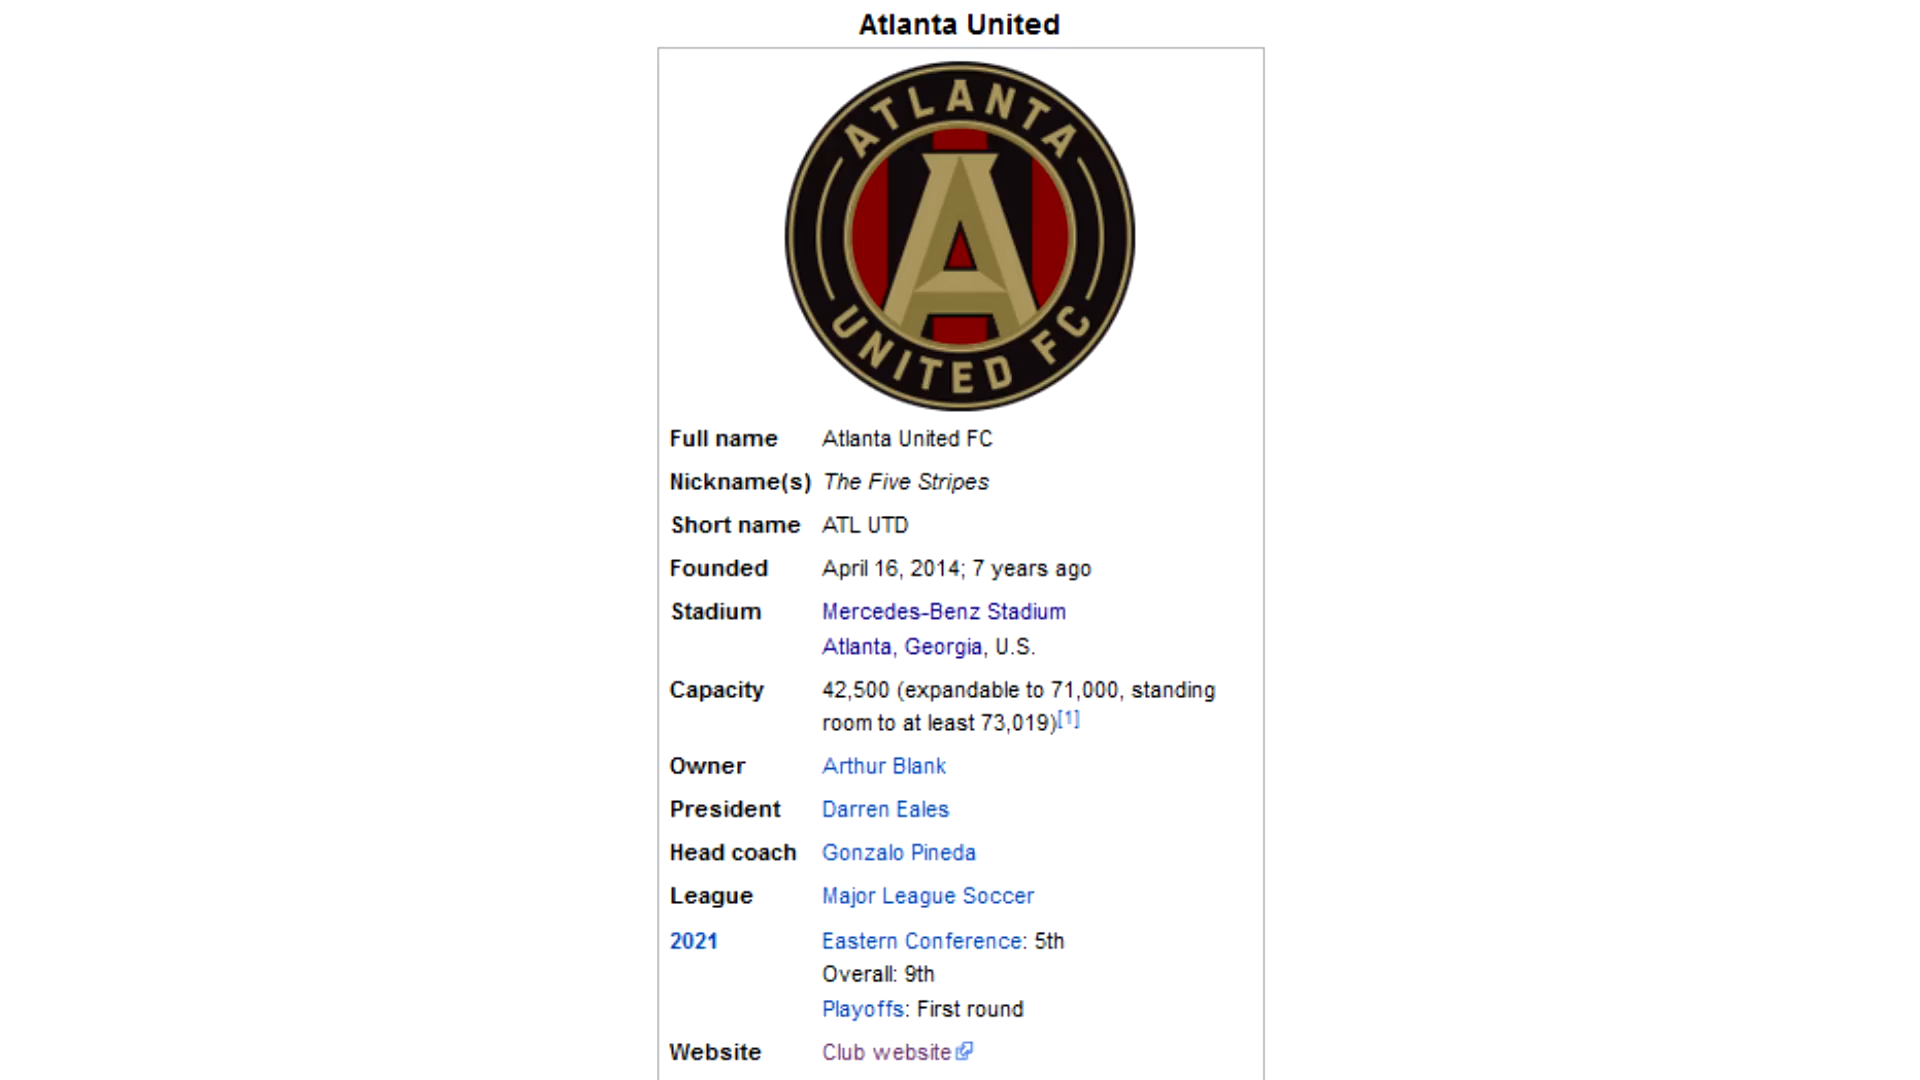 Atlanta United
ATLANTA
A
UNITED FC
Full name Atlanta United FC
Nickname(s) The Five Stripes
Short name ATL UTD
Founded April 16, 2014; 7 years ago
Stadium Mercedes-Benz Stadium
Atlanta, Georgia, U.S.
Capacity 42,500 (expandable to 71,000, standing
room to at least 73,019)[1]
Owner Arthur Blank
President Darren Eales
Head coach Gonzalo Pineda
League Major League Soccer
2021 Eastern Conference: 5th
Overall: 9th
Playoffs: First round
Website Club website